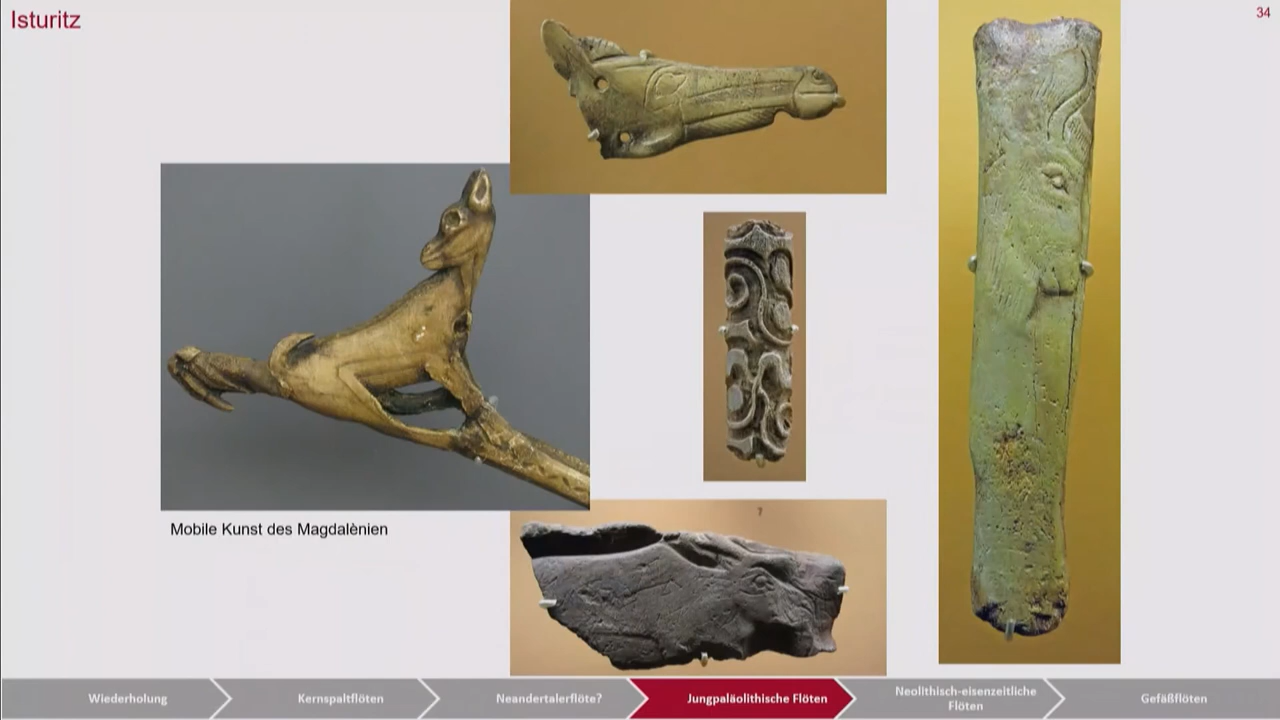 Isturitz
34
7
Mobile Kunst des Magdalènien
Wiederholung
Kernspaltflöten
Neandertalerflöte?
Jungpaläolithische Flöten
Neolithisch-eisenzeitliche
Flöten
Gefäßflöten